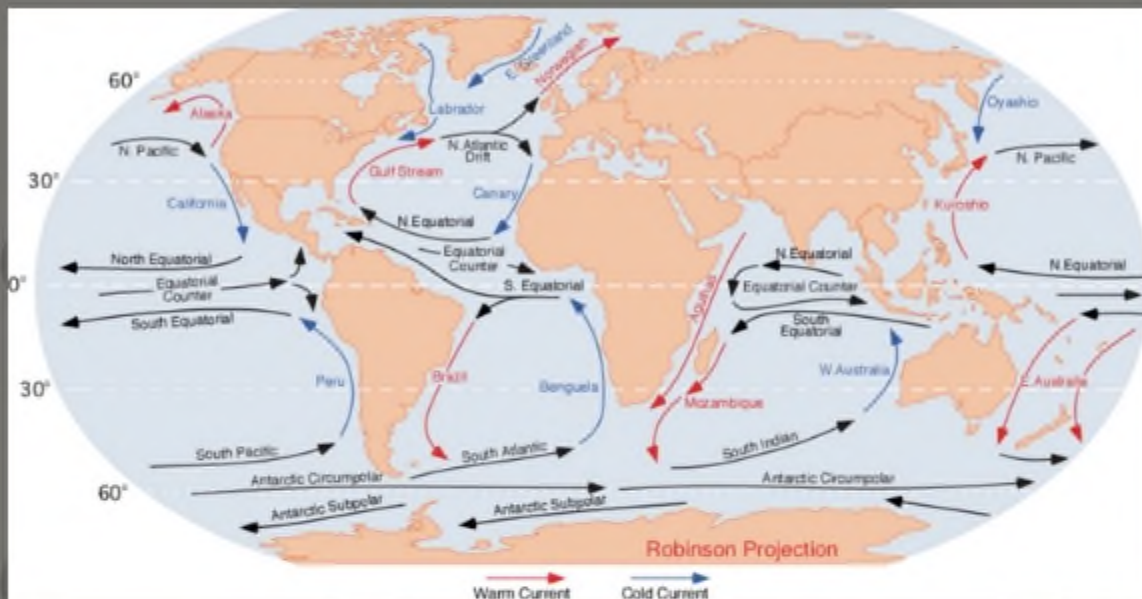 E. Greenland
Norwegian
60°
Alaska
Labrador
Oyashio
N. Pacific
N. Atlantic
Drift
N. Pacific
30°
Gulf Stream
California
Canary
Kuroshio
N.Equatorial
North Equatorial
Equatorial
Counter
N.Equatorial
N.Equatorial
0°
Equatorial
Counter
S. Equatorial
Equatorial Counter
South Equatorial
South
Equatorial
Agulhas
30°
Peru
Brazil
Benguela
Mozambique
W.Australia
E.Australia
South Pacific
South Atlantic
South Indian
Antarctic Circumpolar
Antarctic Circumpolar
60°
Antarctic Subpolar
Antarctic Subpolar
Robinson Projection
Warm Current
Cold Current